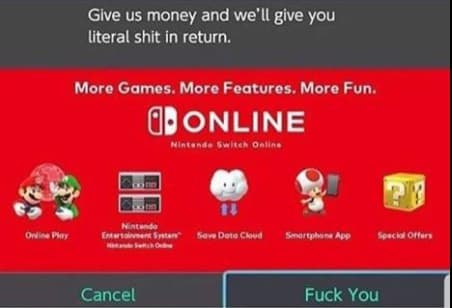 Give us money and we'll give you
literal shit in return.
More Games. More Features. More Fun.
ONLINE
Nintendo Switch Online
Online Play
Nintendo
Entertainment System™
Nintendo Switch Online
Save Data Cloud
Smartphone App
Special Offers
Cancel
Fuck You